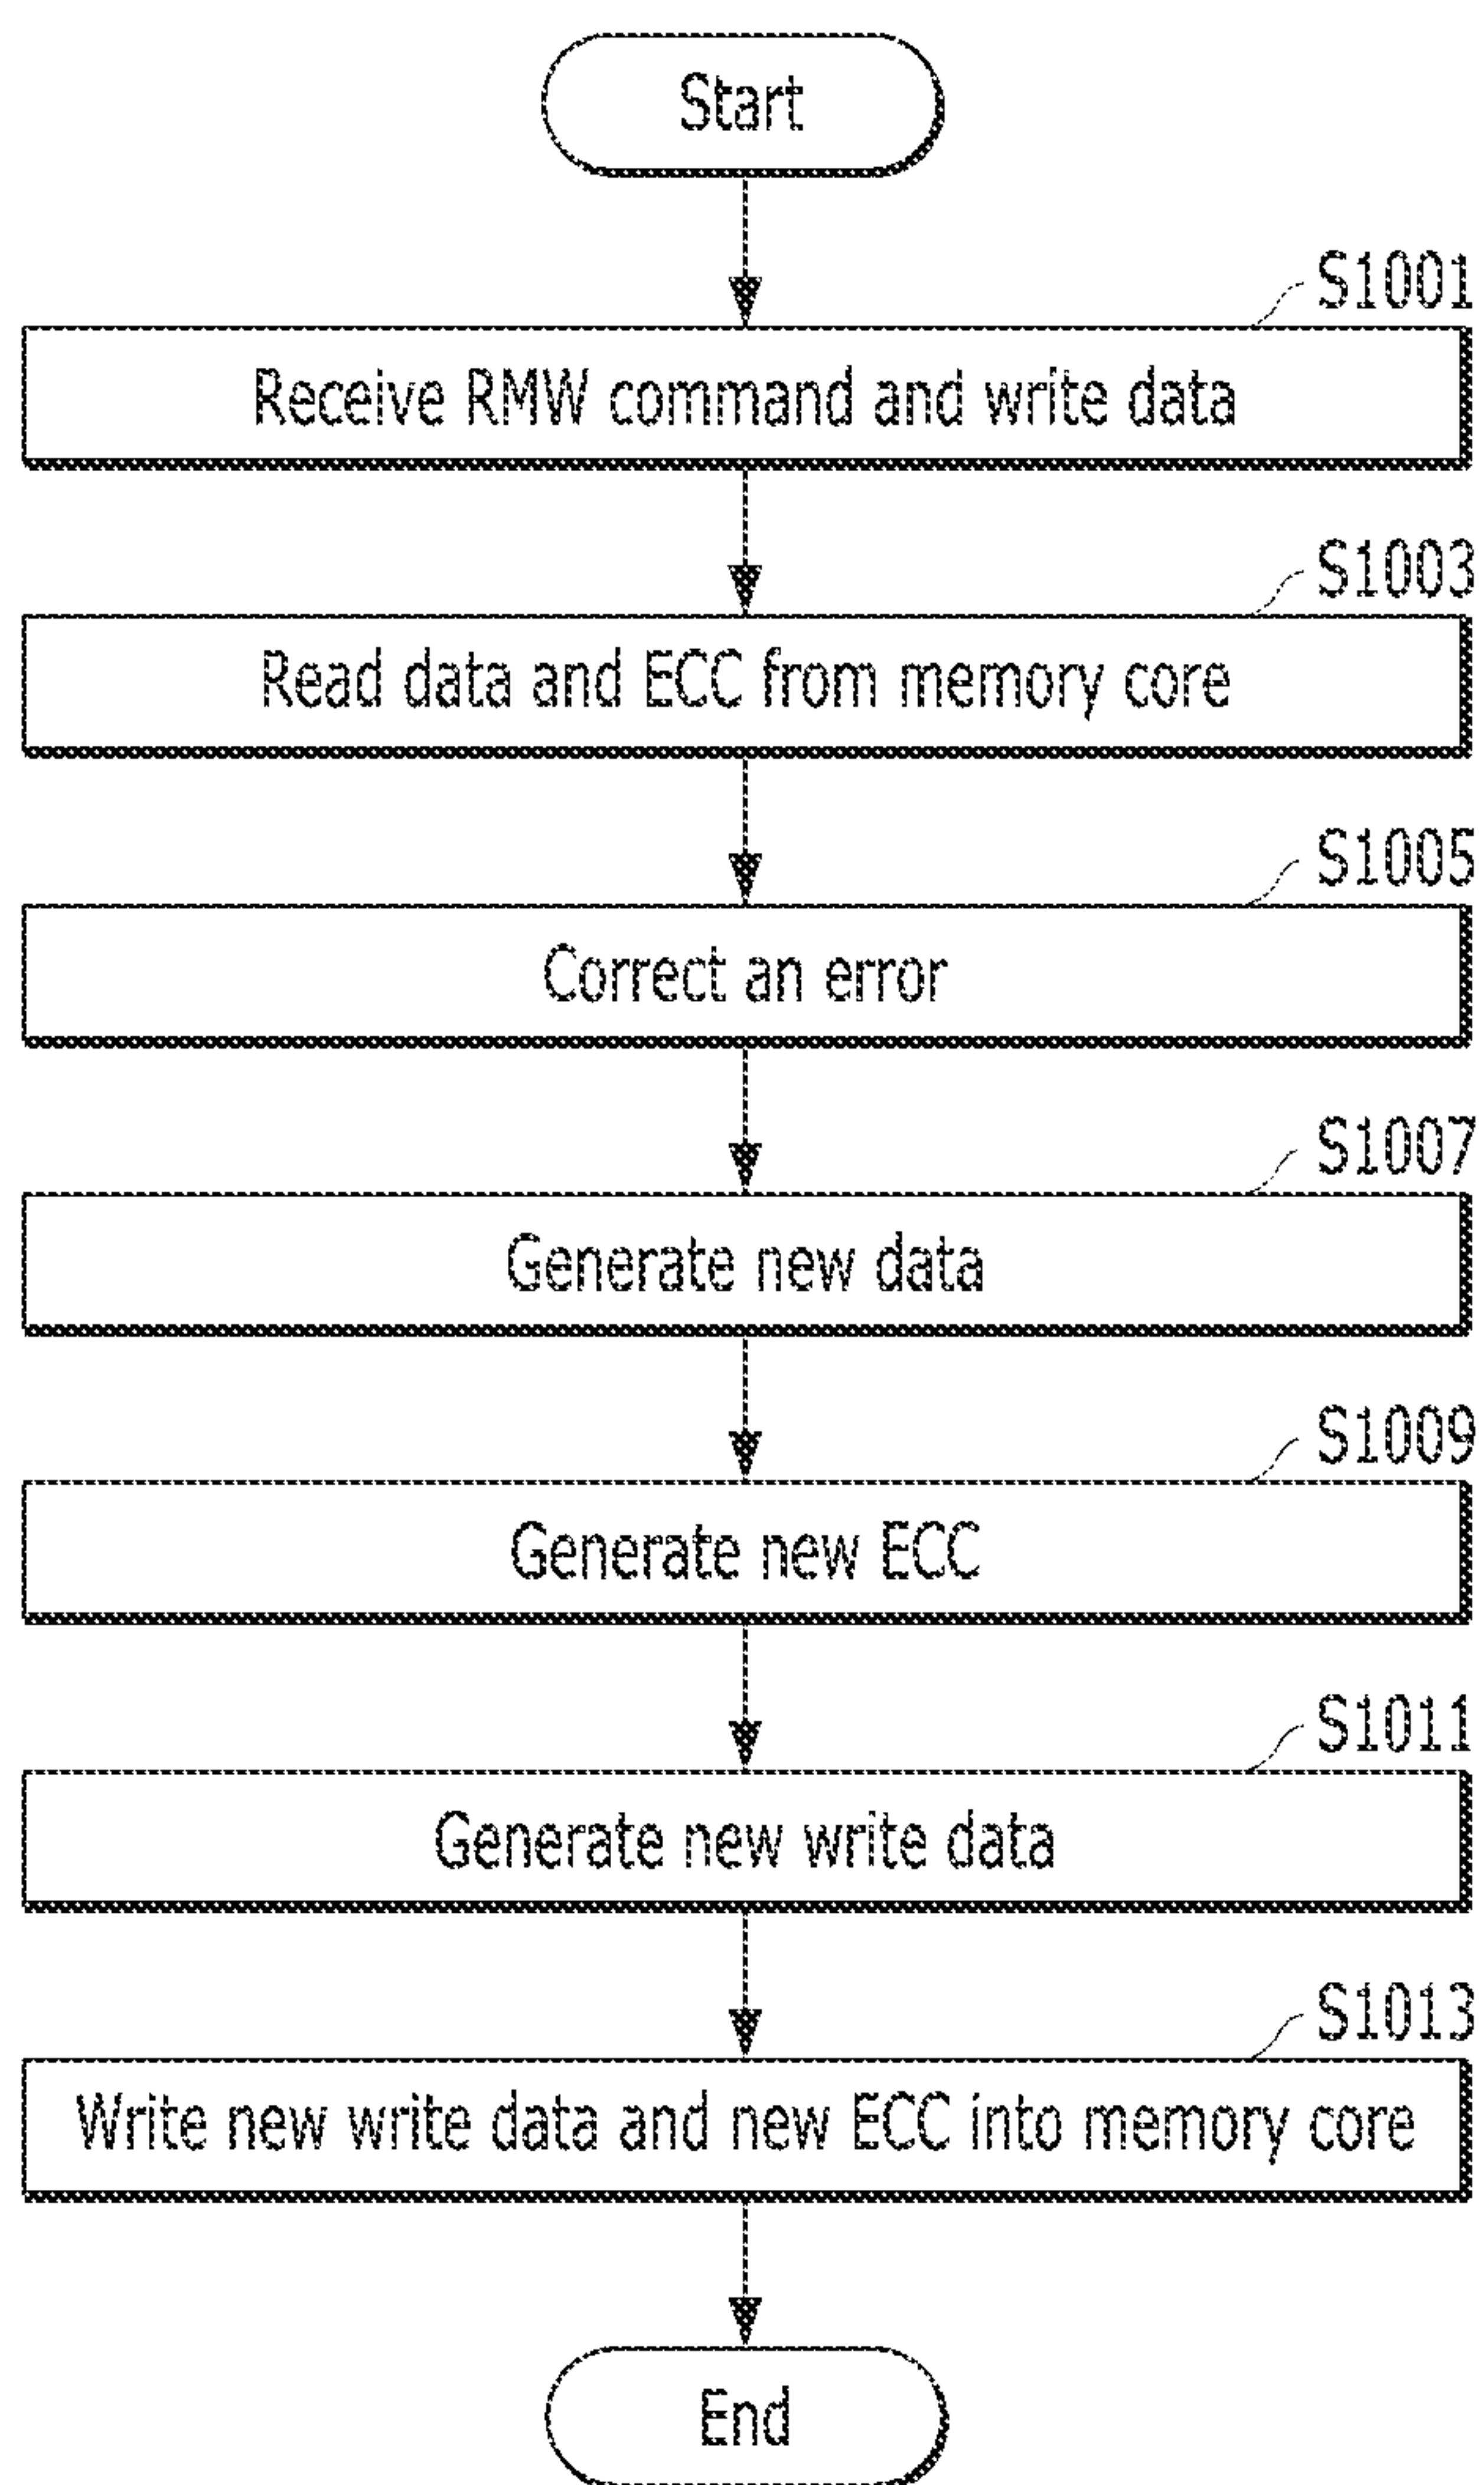 Start
S1001
Receive RMW command and write data
S1003
Read data and ECC from memory core
S1005
Correct an error
S1007
Generate new data
S1009
Generate new ECC
S1011
Generate new write data
S1013
Write new write data and new ECC into memory core
End